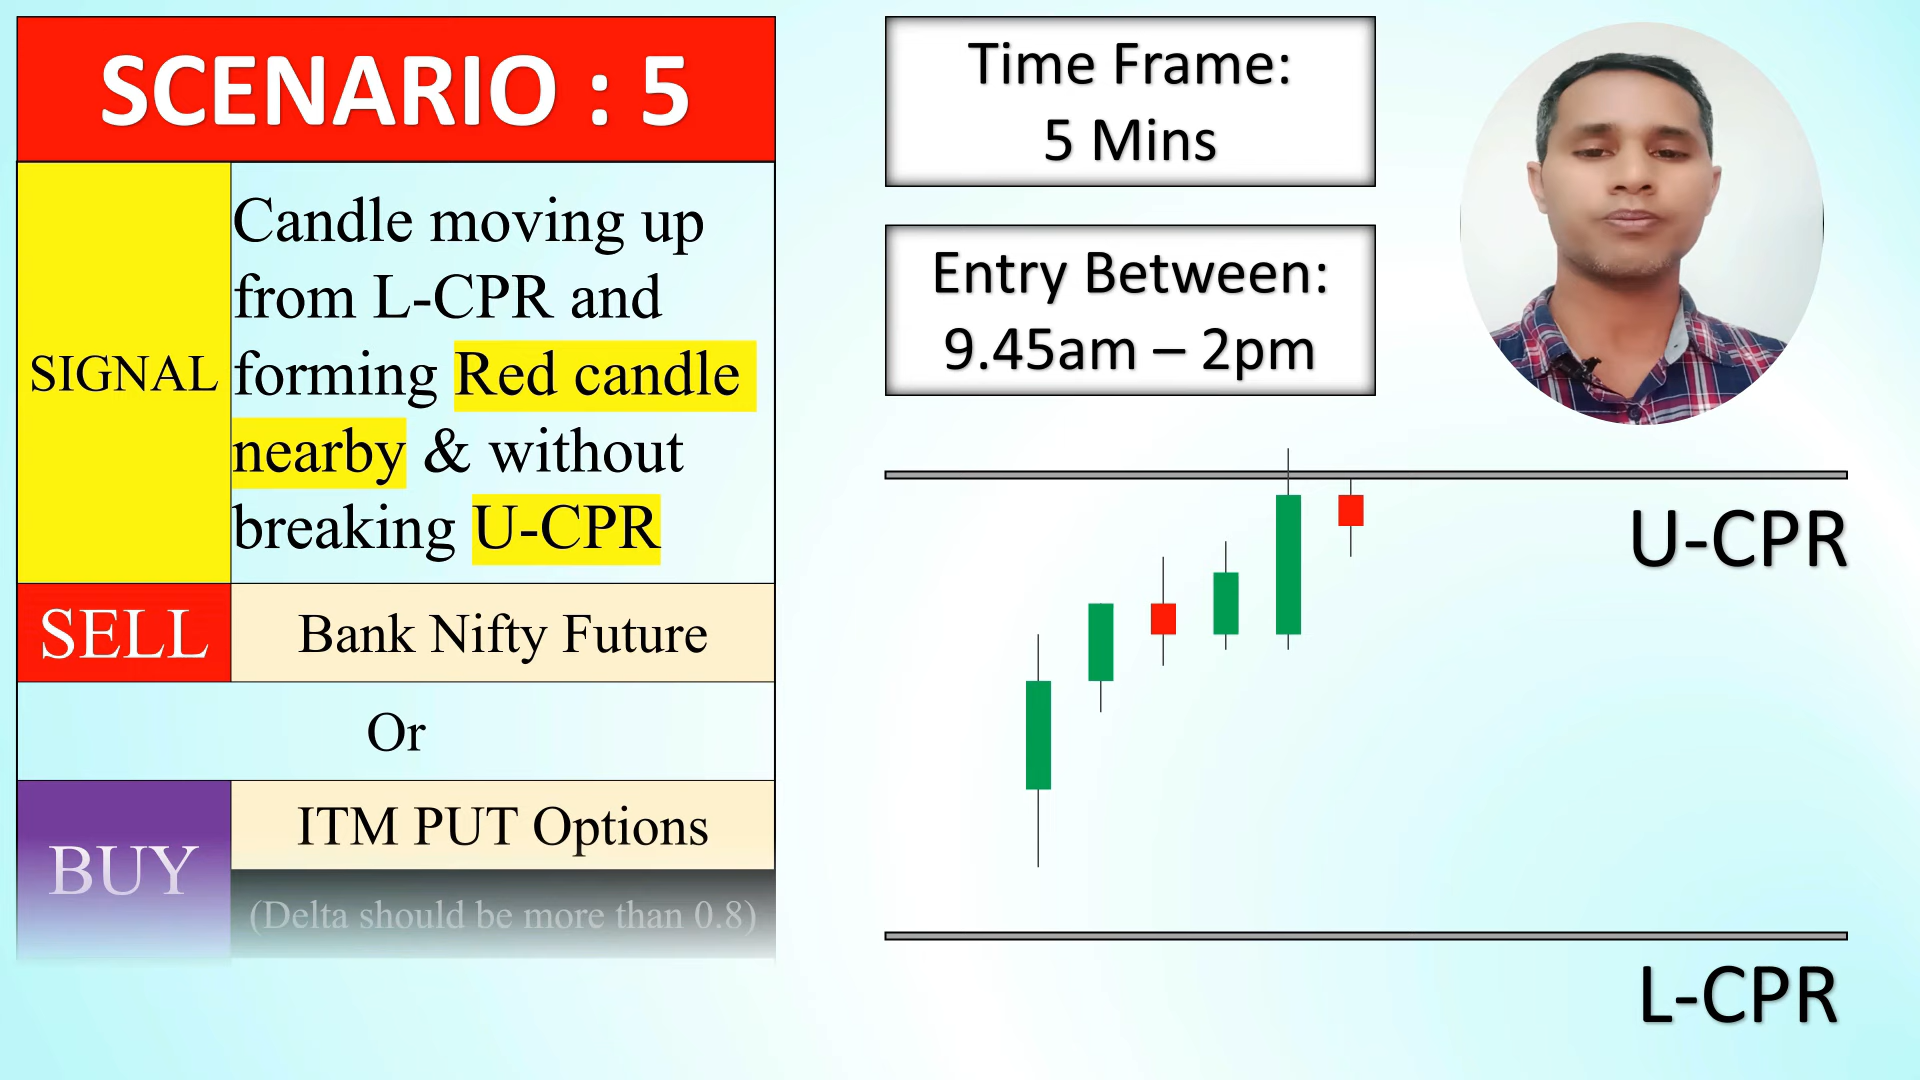 SCENARIO : 5
SIGNAL
Candle moving up
from L-CPR and
forming Red candle
nearby & without
breaking U-CPR
SELL
Bank Nifty Future
Or
BUY
ITM PUT Options
(Delta should be more than 0.8)
Time Frame:
5 Mins
Entry Between:
9.45am – 2pm
U-CPR
L-CPR